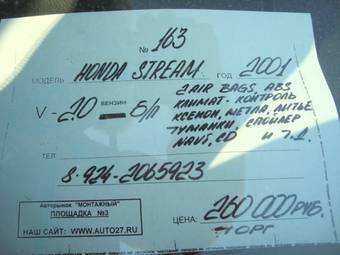 № 163
МОДЕЛЬ HONDA STREAM ГОД 2001
V - 2.0 БЕНЗИН б/п
2 AIR BAGS, ABS
КЛИМАТ-КОНТРОЛЬ
КСЕНОН, МЕТЛА, ЛИТЬЕ
ТУМАНКИ, СПОЙЛЕР
NAVI, CD и т.д.
ТЕЛ 8-924-2065923
Авторынок "МОНТАЖНЫЙ"
ПЛОЩАДКА №3
НАШ САЙТ: WWW.AUTO27.RU
ЦЕНА: 260 000 РУБ.
ТОРГ